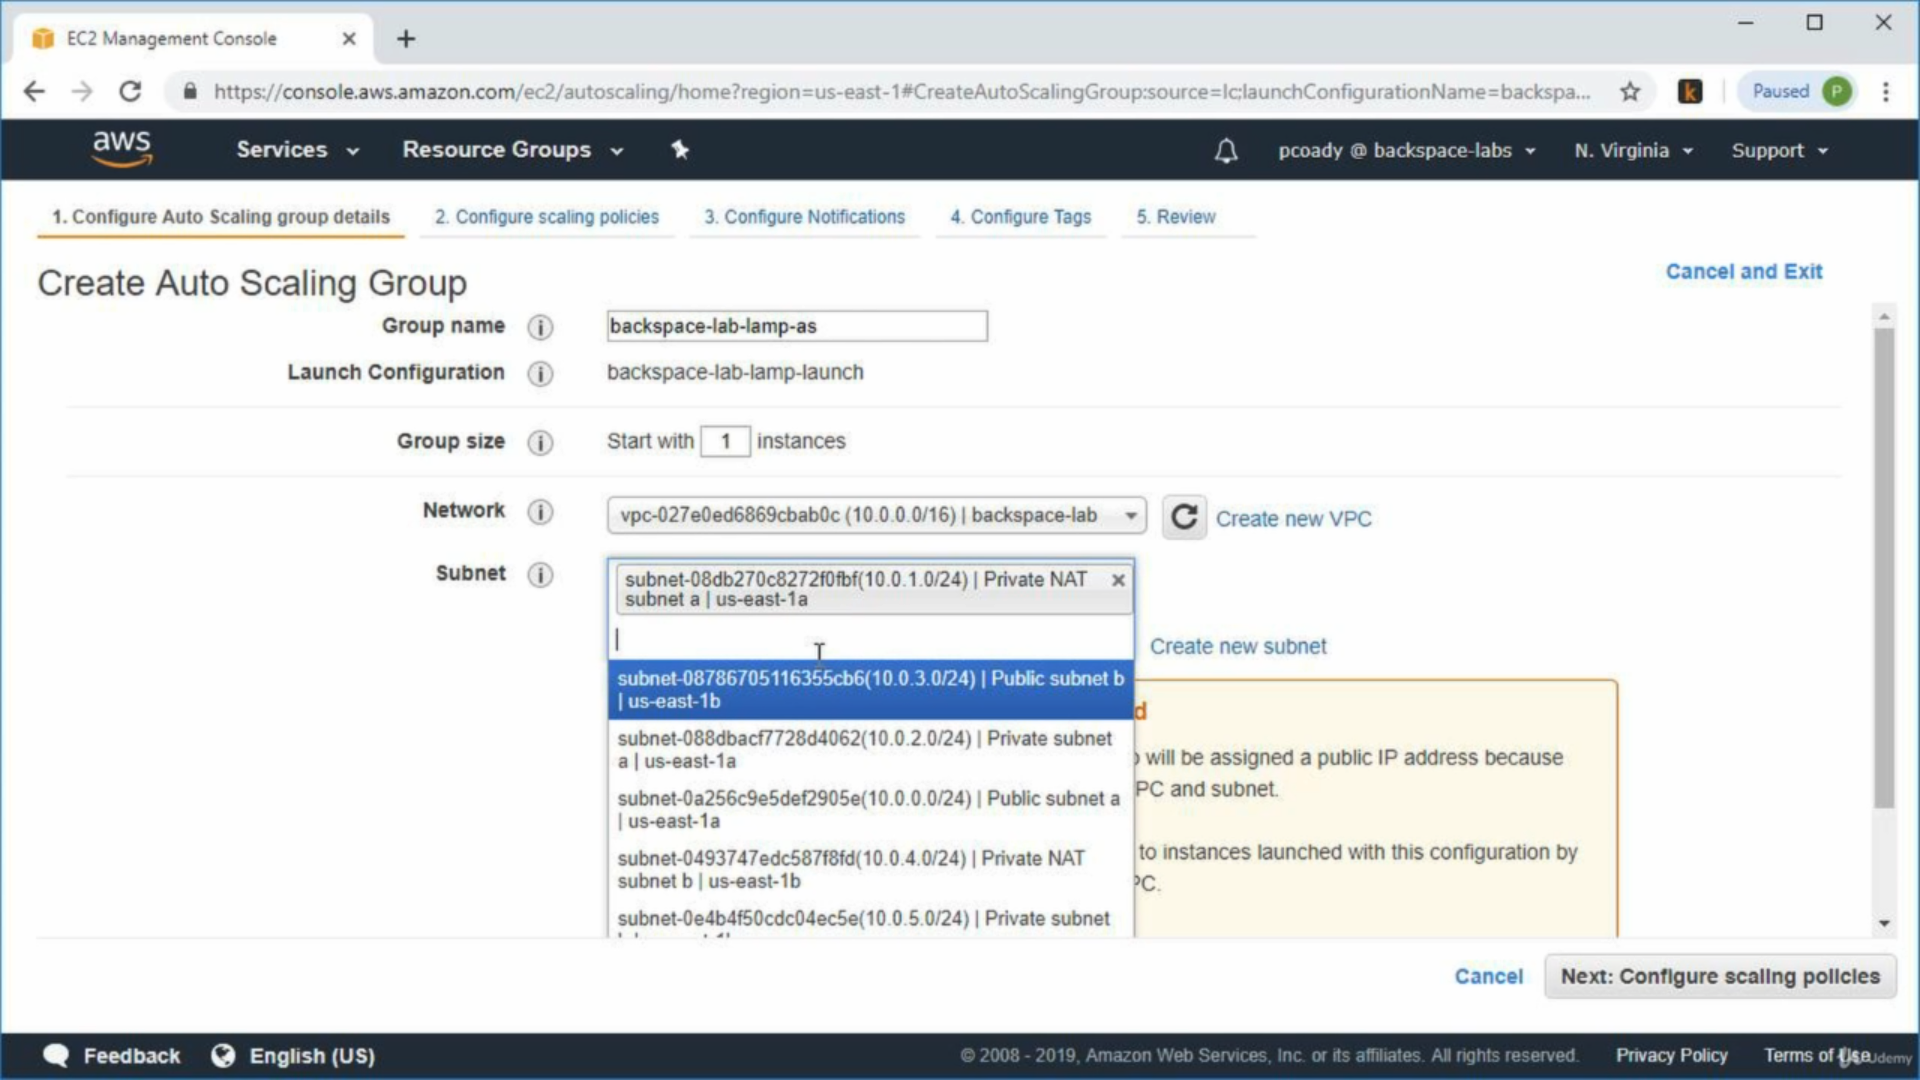 EC2 Management Console
https://console.aws.amazon.com/ec2/autoscaling/home?region=us-east-1#CreateAutoScalingGroup:source=lc;launchConfigurationName=backspa...
k
Paused
P
aws
Services
Resource Groups
pcoady @ backspace-labs
N. Virginia
Support
1. Configure Auto Scaling group details
2. Configure scaling policies
3. Configure Notifications
4. Configure Tags
5. Review
Create Auto Scaling Group
Cancel and Exit
Group name
backspace-lab-lamp-as
Launch Configuration
backspace-lab-lamp-launch
Group size
Start with 1 instances
Network
vpc-027e0ed6869cbab0c (10.0.0.0/16) | backspace-lab
Create new VPC
Subnet
subnet-08db270c8272f0fbf(10.0.1.0/24) | Private NAT
subnet a | us-east-1a
Create new subnet
subnet-08786705116355cb6(10.0.3.0/24) | Public subnet b
| us-east-1b
subnet-088dbacf7728d4062(10.0.2.0/24) | Private subnet
a | us-east-1a
subnet-0a256c9e5def2905e(10.0.0.0/24) | Public subnet a
| us-east-1a
subnet-0493747edc587f8fd(10.0.4.0/24) | Private NAT
subnet b | us-east-1b
subnet-0e4b4f50cdc04ec5e(10.0.5.0/24) | Private subnet
d
will be assigned a public IP address because
PC and subnet.
to instances launched with this configuration by
PC.
Cancel
Next: Configure scaling policies
Feedback
English (US)
© 2008 - 2019, Amazon Web Services, Inc. or its affiliates. All rights reserved.
Privacy Policy
Terms of Use
Udemy